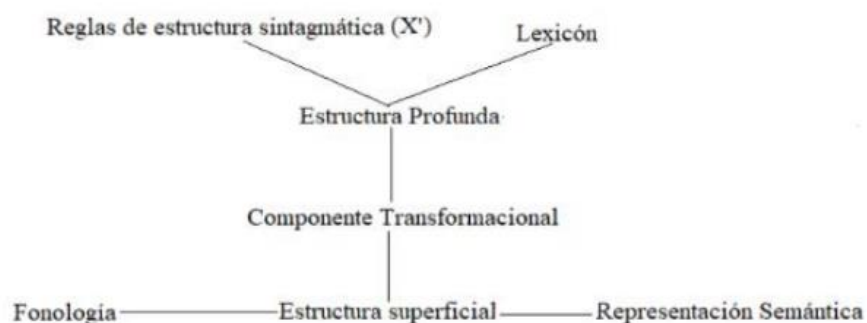 Reglas de estructura sintagmática (X')
Lexicón
Estructura Profunda
Componente Transformacional
Fonología
Estructura superficial
Representación Semántica